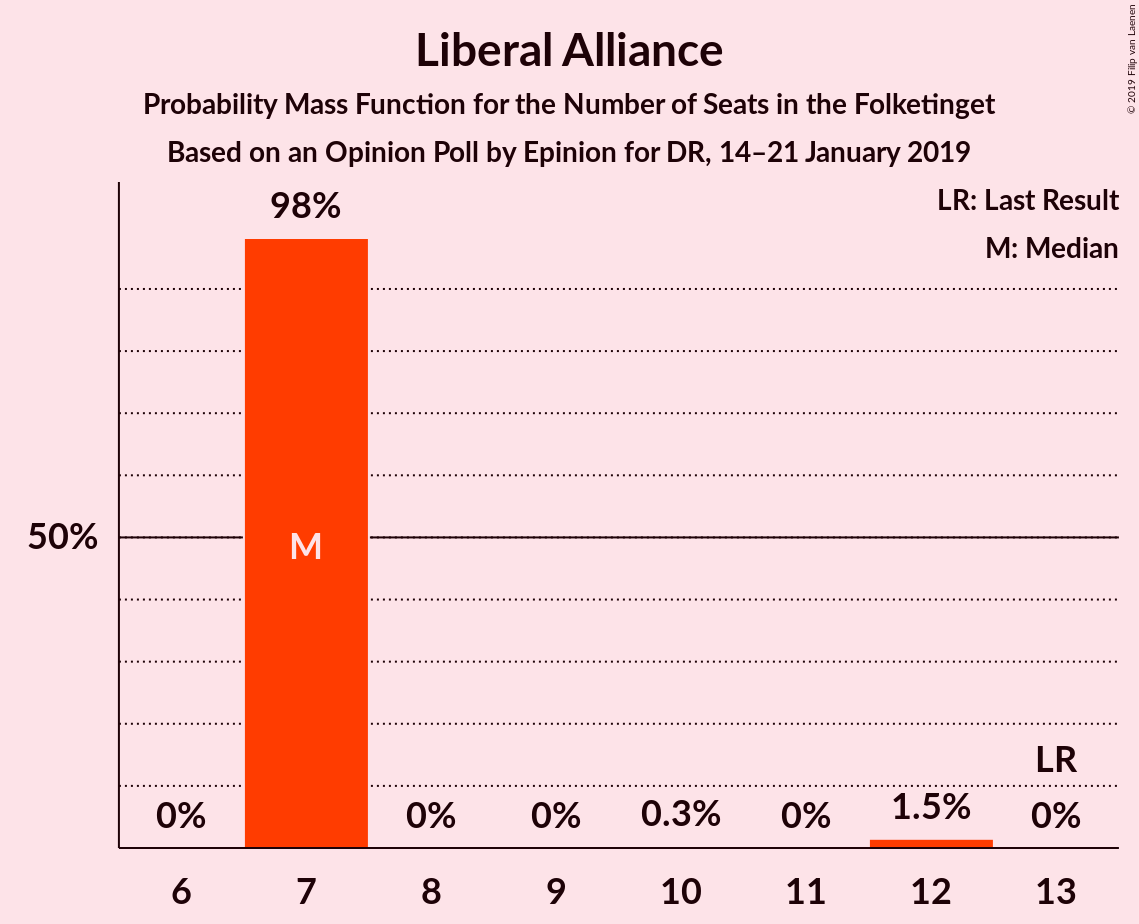 Liberal Alliance
Probability Mass Function for the Number of Seats in the Folketinget
Based on an Opinion Poll by Epinion for DR, 14–21 January 2019
© 2019 Filip van Laenen
LR: Last Result
M: Median
98%
50%
M
LR
0%
0%
0%
0.3%
0%
1.5%
0%
6
7
8
9
10
11
12
13